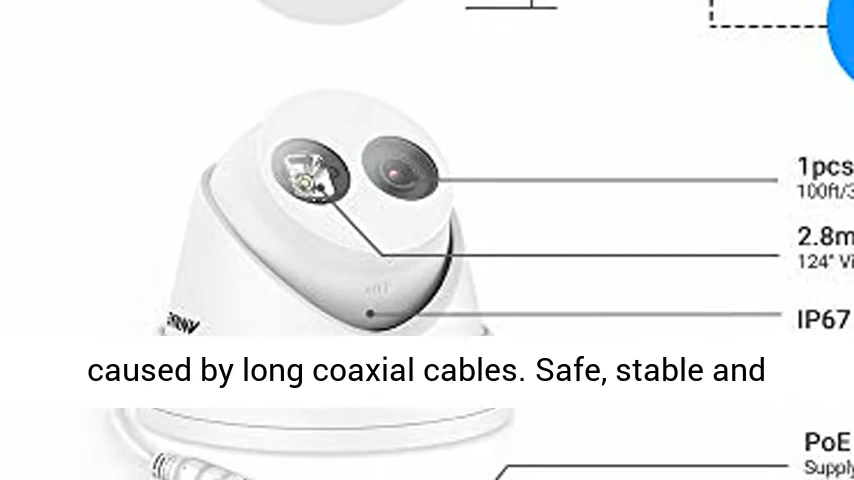 1pcs
100ft/3
2.8m
124° Vi
IP67
caused by long coaxial cables. Safe, stable and
PoE
Supply